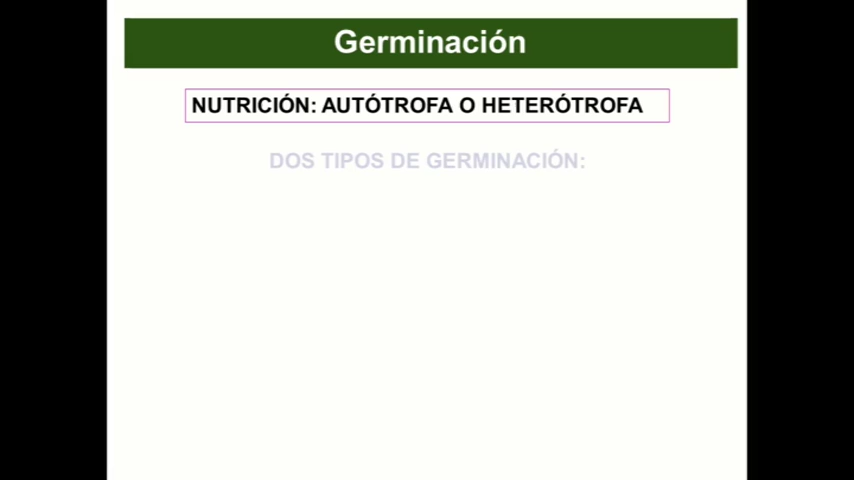 Germinación
NUTRICIÓN: AUTÓTROFA O HETERÓTROFA
DOS TIPOS DE GERMINACIÓN: